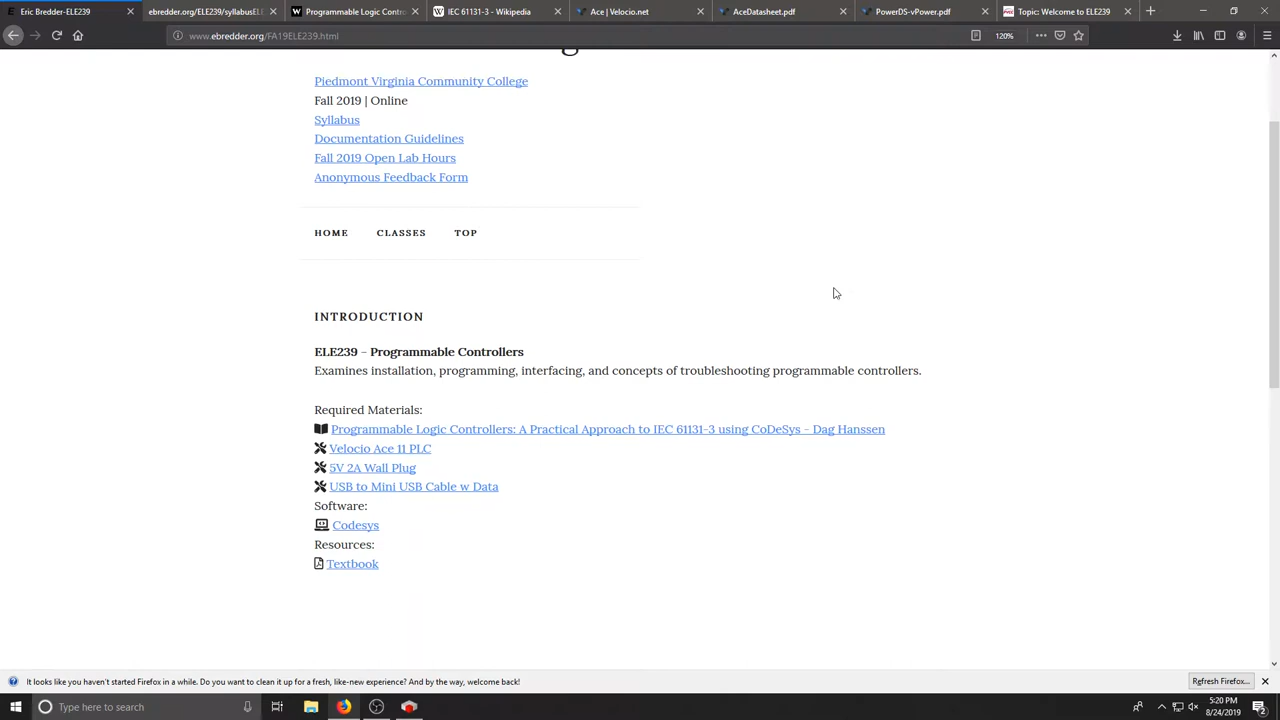 Eric Bredder-ELE239
ebredder.org/ELE239/syllabusELE
Programmable Logic Contro
IEC 61131-3 - Wikipedia
Ace | Velocio.net
AceDatasheet.pdf
PowerDS-vPower.pdf
Topic: Welcome to ELE239
www.ebredder.org/FA19ELE239.html
120%
Piedmont Virginia Community College
Fall 2019 | Online
Syllabus
Documentation Guidelines
Fall 2019 Open Lab Hours
Anonymous Feedback Form
HOME CLASSES TOP
INTRODUCTION
ELE239 – Programmable Controllers
Examines installation, programming, interfacing, and concepts of troubleshooting programmable controllers.
Required Materials:
Programmable Logic Controllers: A Practical Approach to IEC 61131-3 using CoDeSys - Dag Hanssen
Velocio Ace 11 PLC
5V 2A Wall Plug
USB to Mini USB Cable w Data
Software:
Codesys
Resources:
Textbook
It looks like you haven't started Firefox in a while. Do you want to clean it up for a fresh, like-new experience? And by the way, welcome back!
Refresh Firefox...
Type here to search
5:20 PM
8/24/2019
2